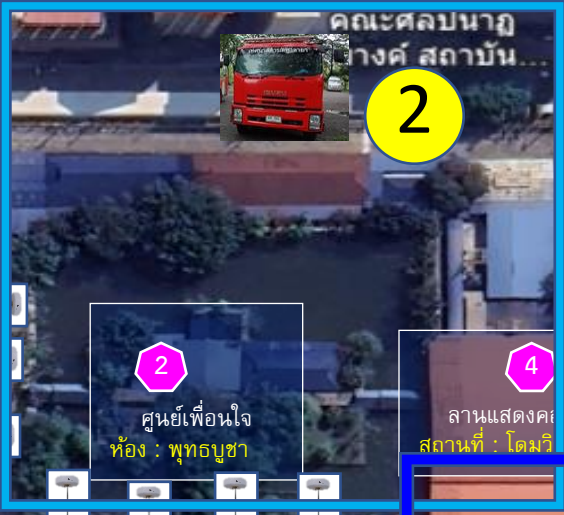 คณะศิลปนาฏ
างค์ สถาบัน...
2
ISUZU
2
ศูนย์เพื่อนใจ
ห้อง : พุทธบูชา
4
ลานแสดงคอ
สถานที่ : โดมวิ